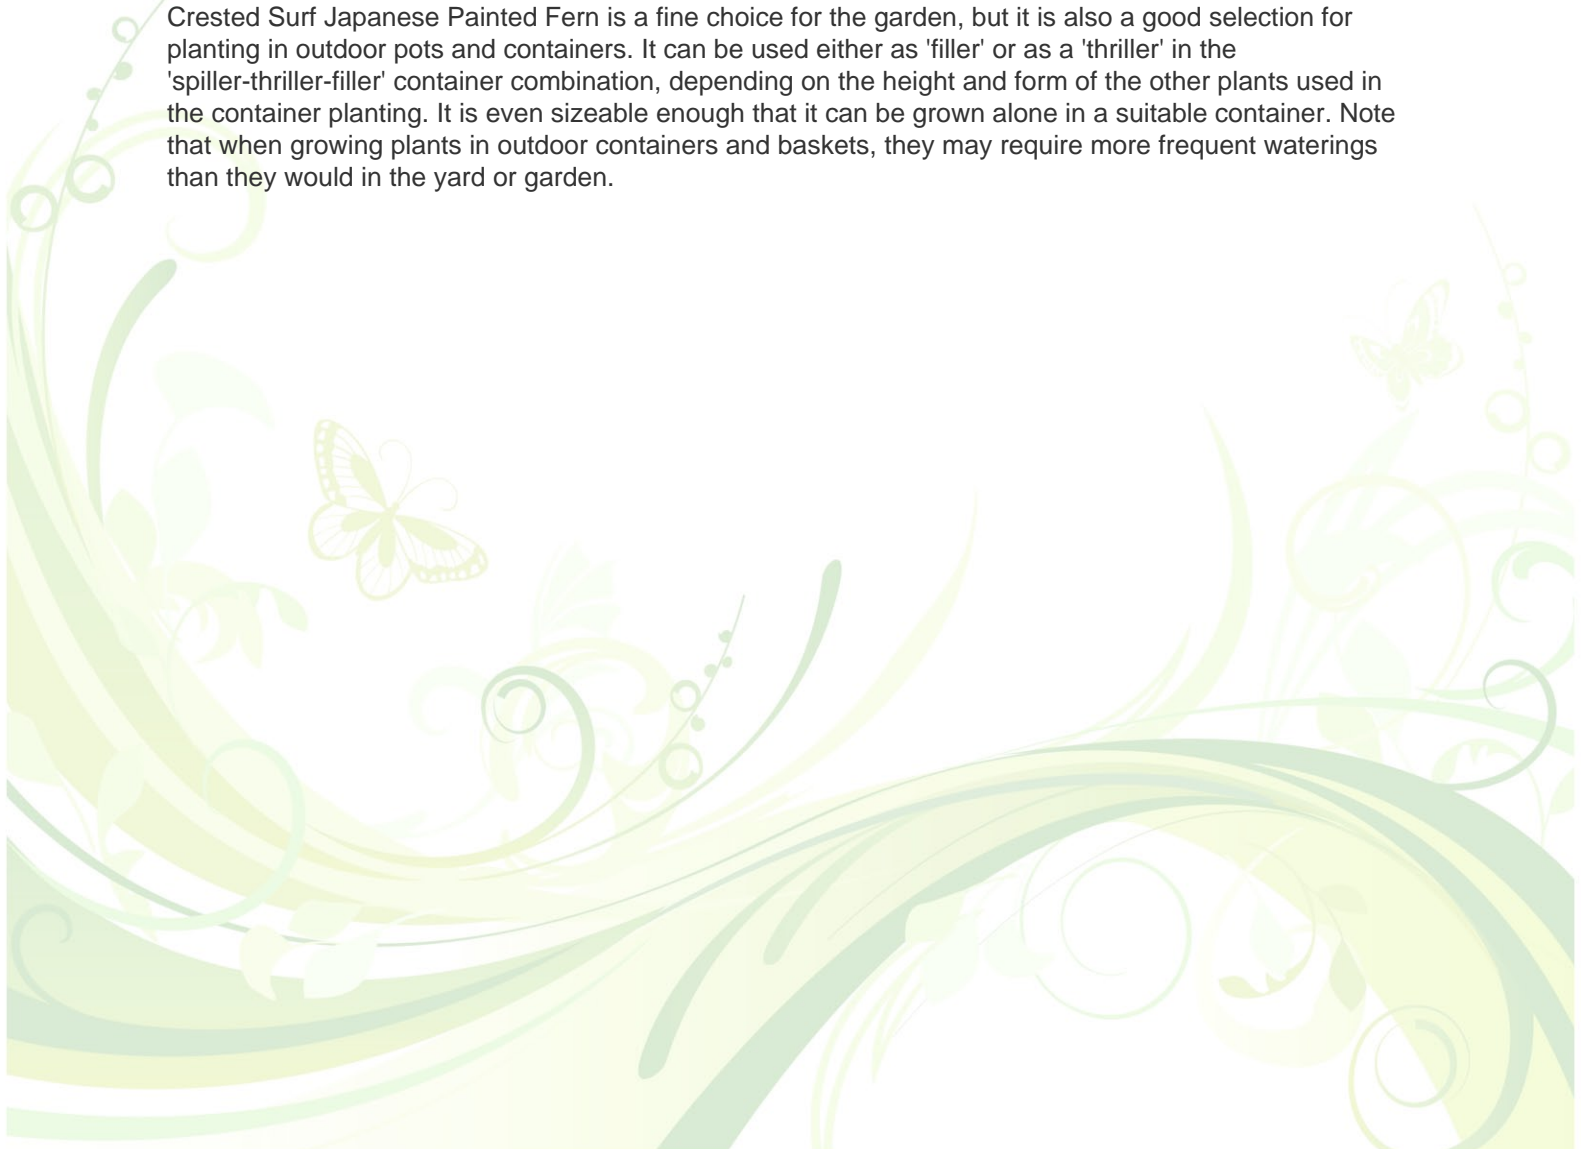 Crested Surf Japanese Painted Fern is a fine choice for the garden, but it is also a good selection for
planting in outdoor pots and containers. It can be used either as 'filler' or as a 'thriller' in the
'spiller-thriller-filler' container combination, depending on the height and form of the other plants used in
the container planting. It is even sizeable enough that it can be grown alone in a suitable container. Note
that when growing plants in outdoor containers and baskets, they may require more frequent waterings
than they would in the yard or garden.